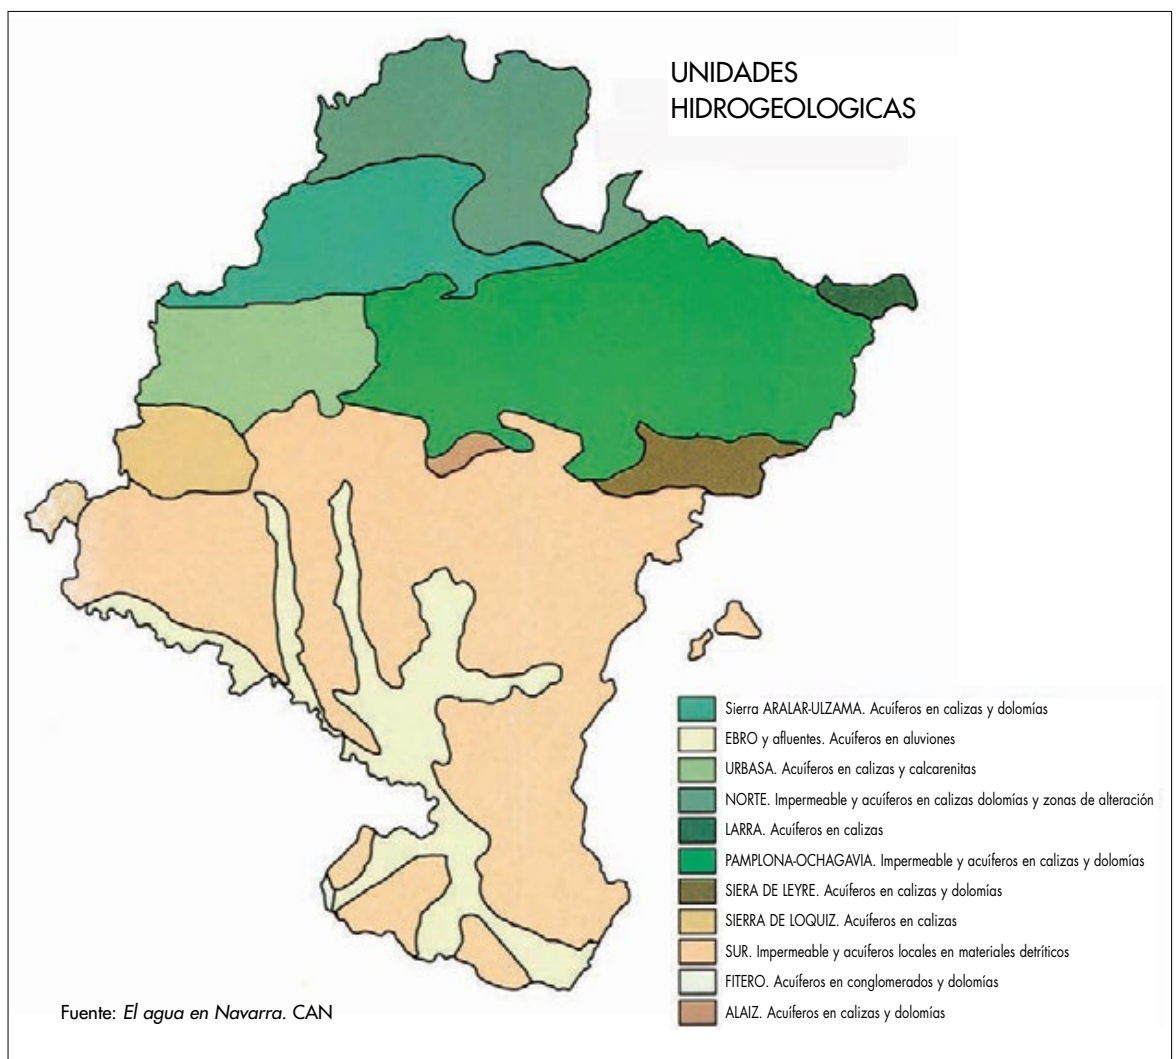 UNIDADES
HIDROGEOLOGICAS
Sierra ARALAR-ULZAMA. Acuíferos en calizas y dolomías
EBRO y afluentes. Acuíferos en aluviones
URBASA. Acuíferos en calizas y calcarenitas
NORTE. Impermeable y acuíferos en calizas dolomías y zonas de alteración
LARRA. Acuíferos en calizas
PAMPLONA-OCHAGAVIA. Impermeable y acuíferos en calizas y dolomías
SIERA DE LEYRE. Acuíferos en calizas y dolomías
SIERRA DE LOQUIZ. Acuíferos en calizas
SUR. Impermeable y acuíferos locales en materiales detríticos
FITERO. Acuíferos en conglomerados y dolomías
ALAIZ. Acuíferos en calizas y dolomías
Fuente: El agua en Navarra. CAN